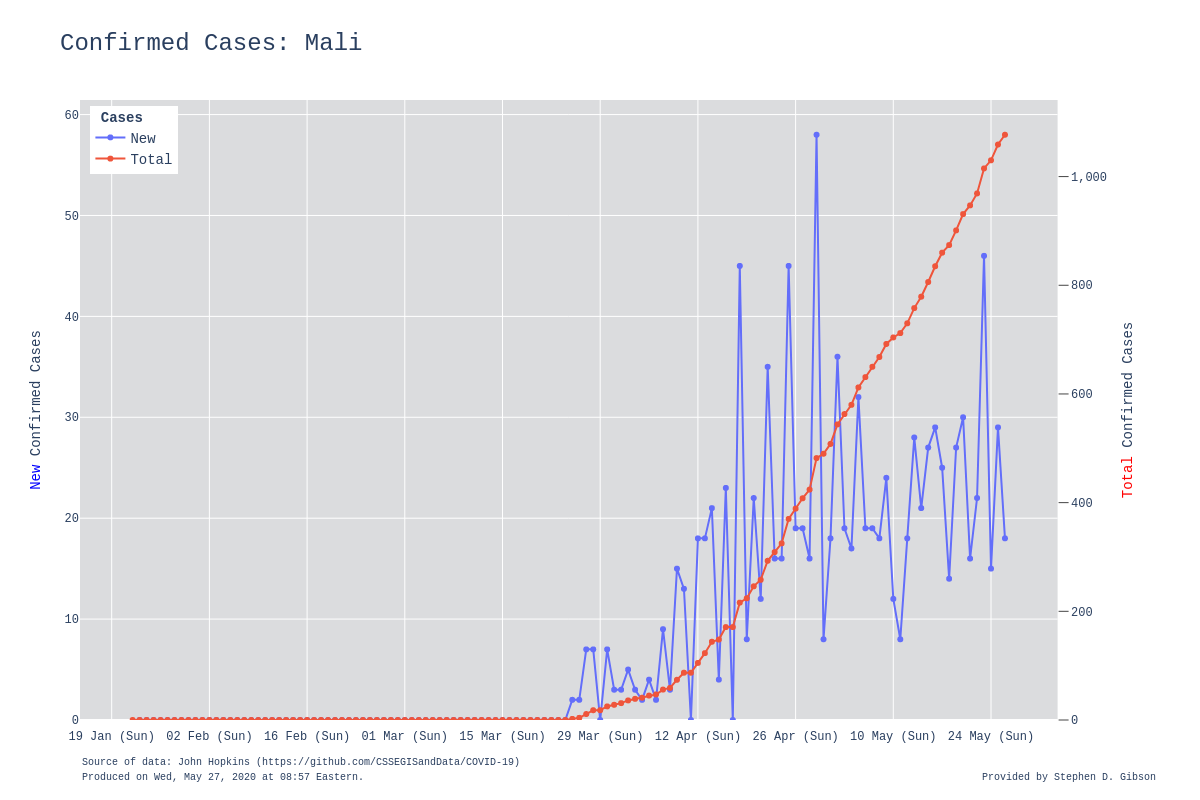 Confirmed Cases: Mali
Cases
New
Total
60
50
40
30
20
10
0
1,000
800
600
400
200
0
New Confirmed Cases
Total Confirmed Cases
19 Jan (Sun) 02 Feb (Sun) 16 Feb (Sun) 01 Mar (Sun) 15 Mar (Sun) 29 Mar (Sun) 12 Apr (Sun) 26 Apr (Sun) 10 May (Sun) 24 May (Sun)
Source of data: John Hopkins (https://github.com/CSSEGISandData/COVID-19)
Produced on Wed, May 27, 2020 at 08:57 Eastern.
Provided by Stephen D. Gibson